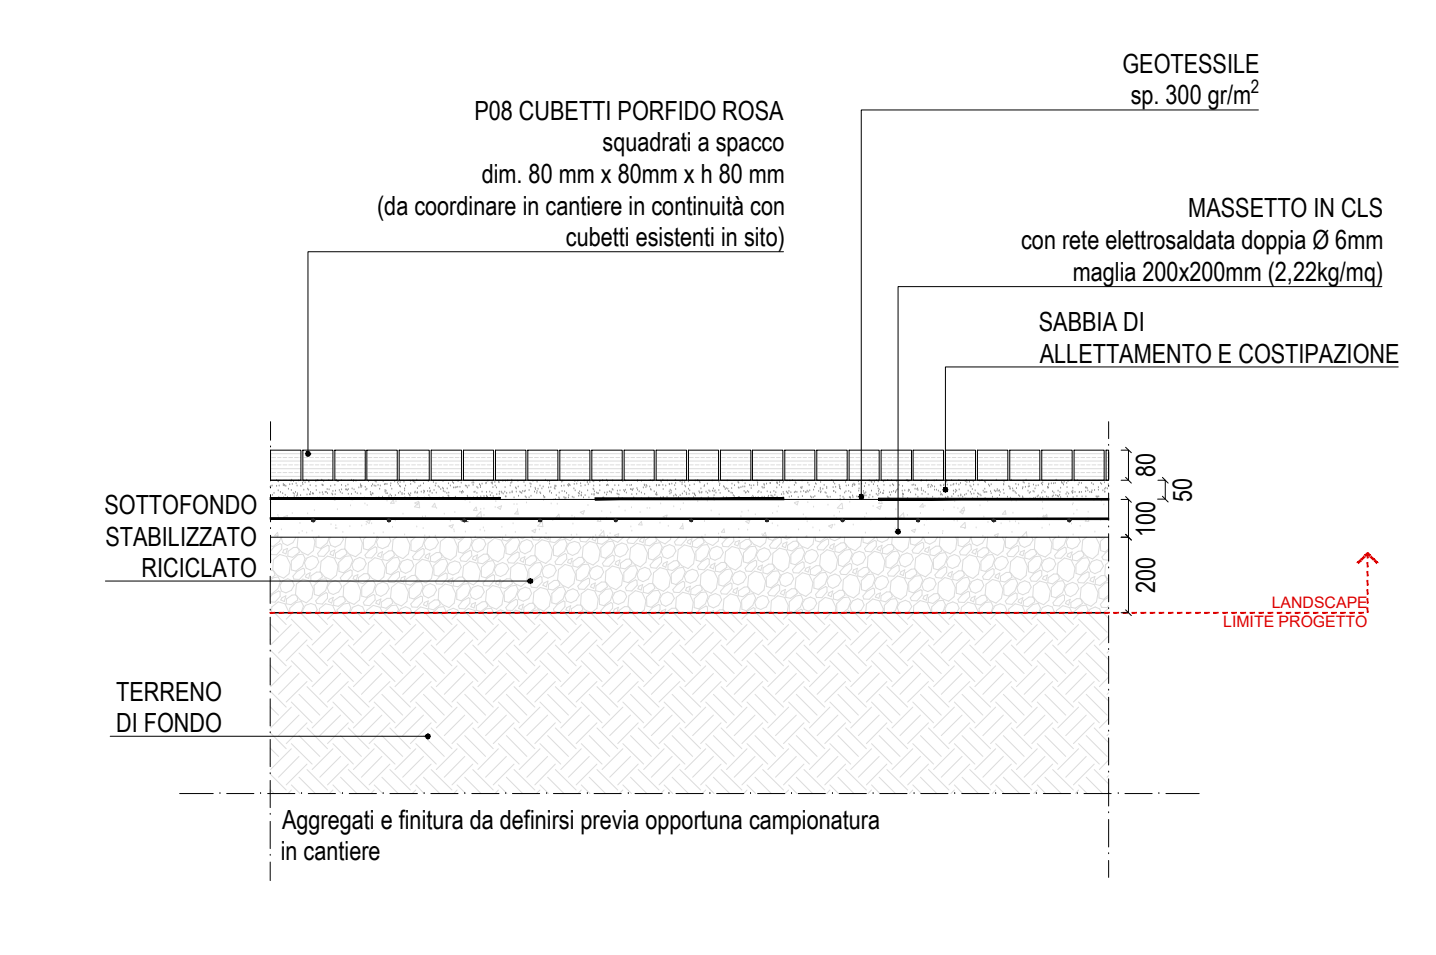 GEOTESSILE
sp. 300 gr/m²
P08 CUBETTI PORFIDO ROSA
squadrati a spacco
dim. 80 mm x 80mm x h 80 mm
(da coordinare in cantiere in continuità con
cubetti esistenti in sito)
MASSETTO IN CLS
con rete elettrosaldata doppia Ø 6mm
maglia 200x200mm (2,22kg/mq)
SABBIA DI
ALLETTAMENTO E COSTIPAZIONE
80
50
100
200
SOTTOFONDO
STABILIZZATO
RICICLATO
LANDSCAPE
LIMITE PROGETTO
TERRENO
DI FONDO
Aggregati e finitura da definirsi previa opportuna campionatura
in cantiere